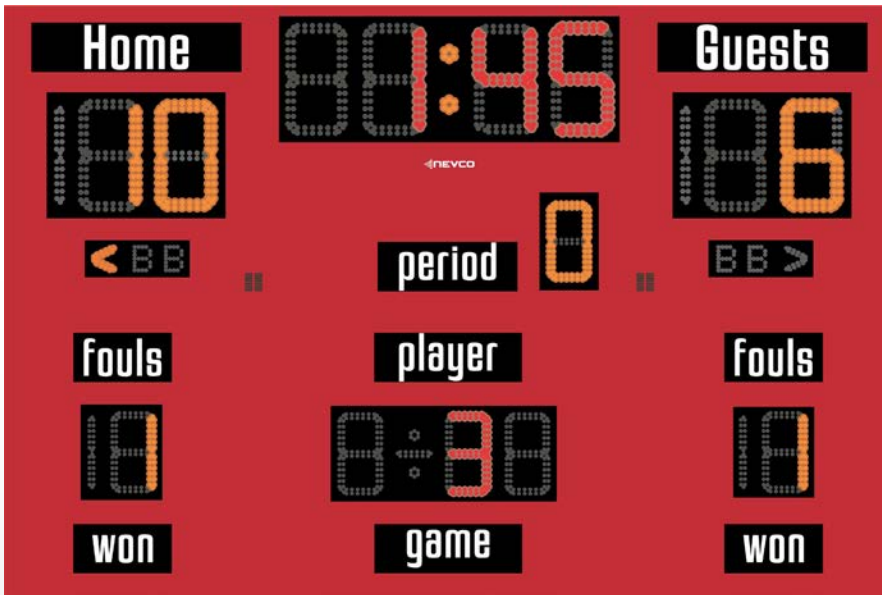 Home
1:45
Guests
10
6
NEVCO
< B B
period
0
B B >
fouls
player
fouls
1
3
1
won
game
won